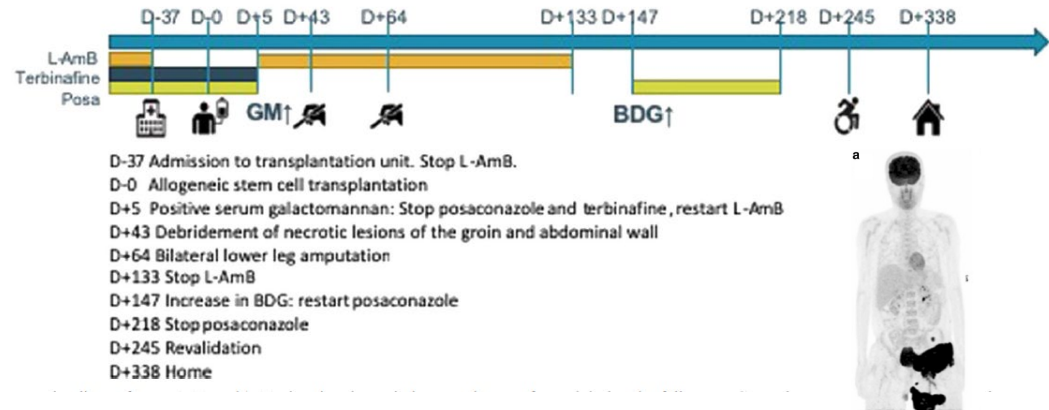 D-37 D-0 D+5 D+43 D+64 D+133 D+147 D+218 D+245 D+338
L-AmB
Terbinafine
Posa
GM↑ BDG↑
D-37 Admission to transplantation unit. Stop L-AmB.
D-0 Allogeneic stem cell transplantation
D+5 Positive serum galactomannan: Stop posaconazole and terbinafine, restart L-AmB
D+43 Debridement of necrotic lesions of the groin and abdominal wall
D+64 Bilateral lower leg amputation
D+133 Stop L-AmB
D+147 Increase in BDG: restart posaconazole
D+218 Stop posaconazole
D+245 Revalidation
D+338 Home
a